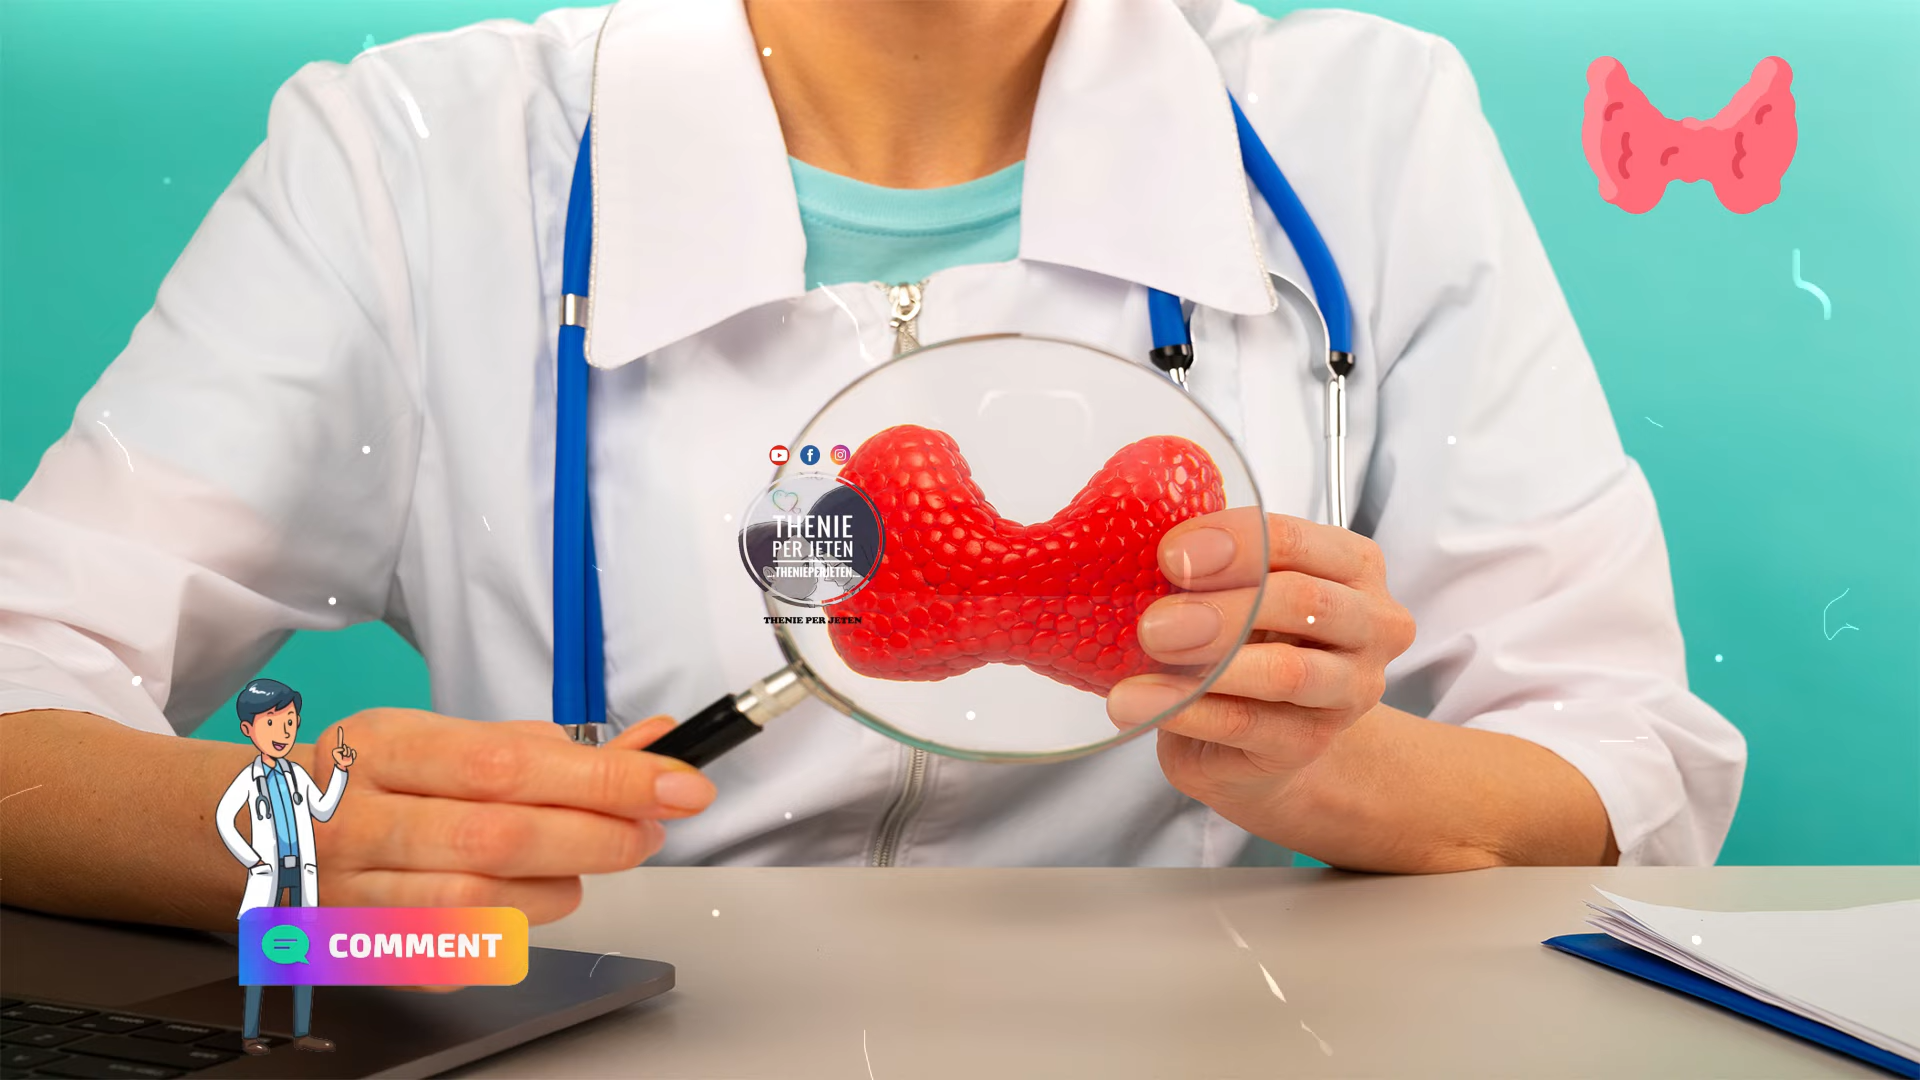 THENIE
PER JETEN
THENIEPERJETEN
THENIE PER JETEN
COMMENT